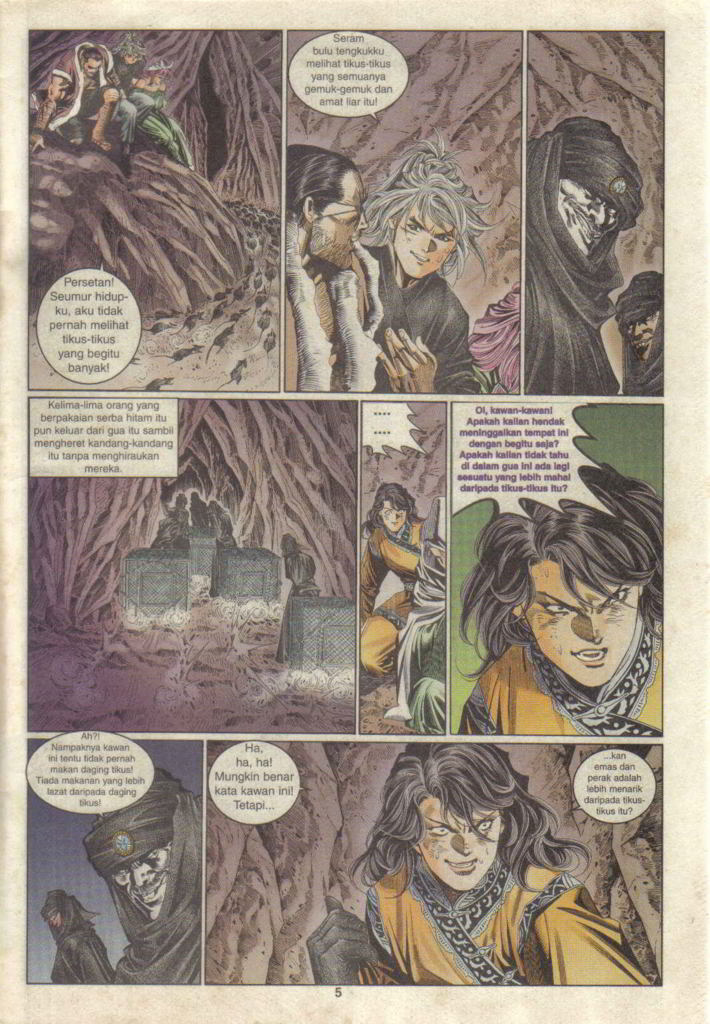 Persetan!
Seumur hidup-
ku, aku tidak
pernah melihat
tikus-tikus
yang begitu
banyak!
Seram
bulu tengkukku
melihat tikus-tikus
yang semuanya
gemuk-gemuk dan
amat liar itu!
Kelima-lima orang yang
berpakaian serba hitam itu
pun keluar dari gua itu sambil
mengheret kandang-kandang
itu tanpa menghiraukan
mereka.
....
....
Oi, kawan-kawan!
Apakah kalian hendak
meninggalkan tempat ini
dengan begitu saja?
Apakah kalian tidak tahu
di dalam gua ini ada lagi
sesuatu yang lebih mahal
daripada tikus-tikus itu?
Ah?!
Nampaknya kawan
ini tentu tidak pernah
makan daging tikus!
Tiada makanan yang lebih
lazat daripada daging
tikus!
Ha,
ha, ha!
Mungkin benar
kata kawan ini!
Tetapi...
...kan
emas dan
perak adalah
lebih menarik
daripada tikus-
tikus itu?
5